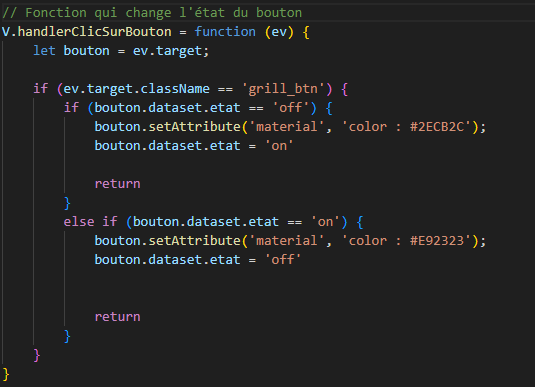 // Fonction qui change l'état du bouton
V.handlerClicSurBouton = function (ev) {
    let bouton = ev.target;

    if (ev.target.className == 'grill_btn') {
        if (bouton.dataset.etat == 'off') {
            bouton.setAttribute('material', 'color : #2ECB2C');
            bouton.dataset.etat = 'on'

            return
        }
        else if (bouton.dataset.etat == 'on') {
            bouton.setAttribute('material', 'color : #E92323');
            bouton.dataset.etat = 'off'


            return
        }
    }
}